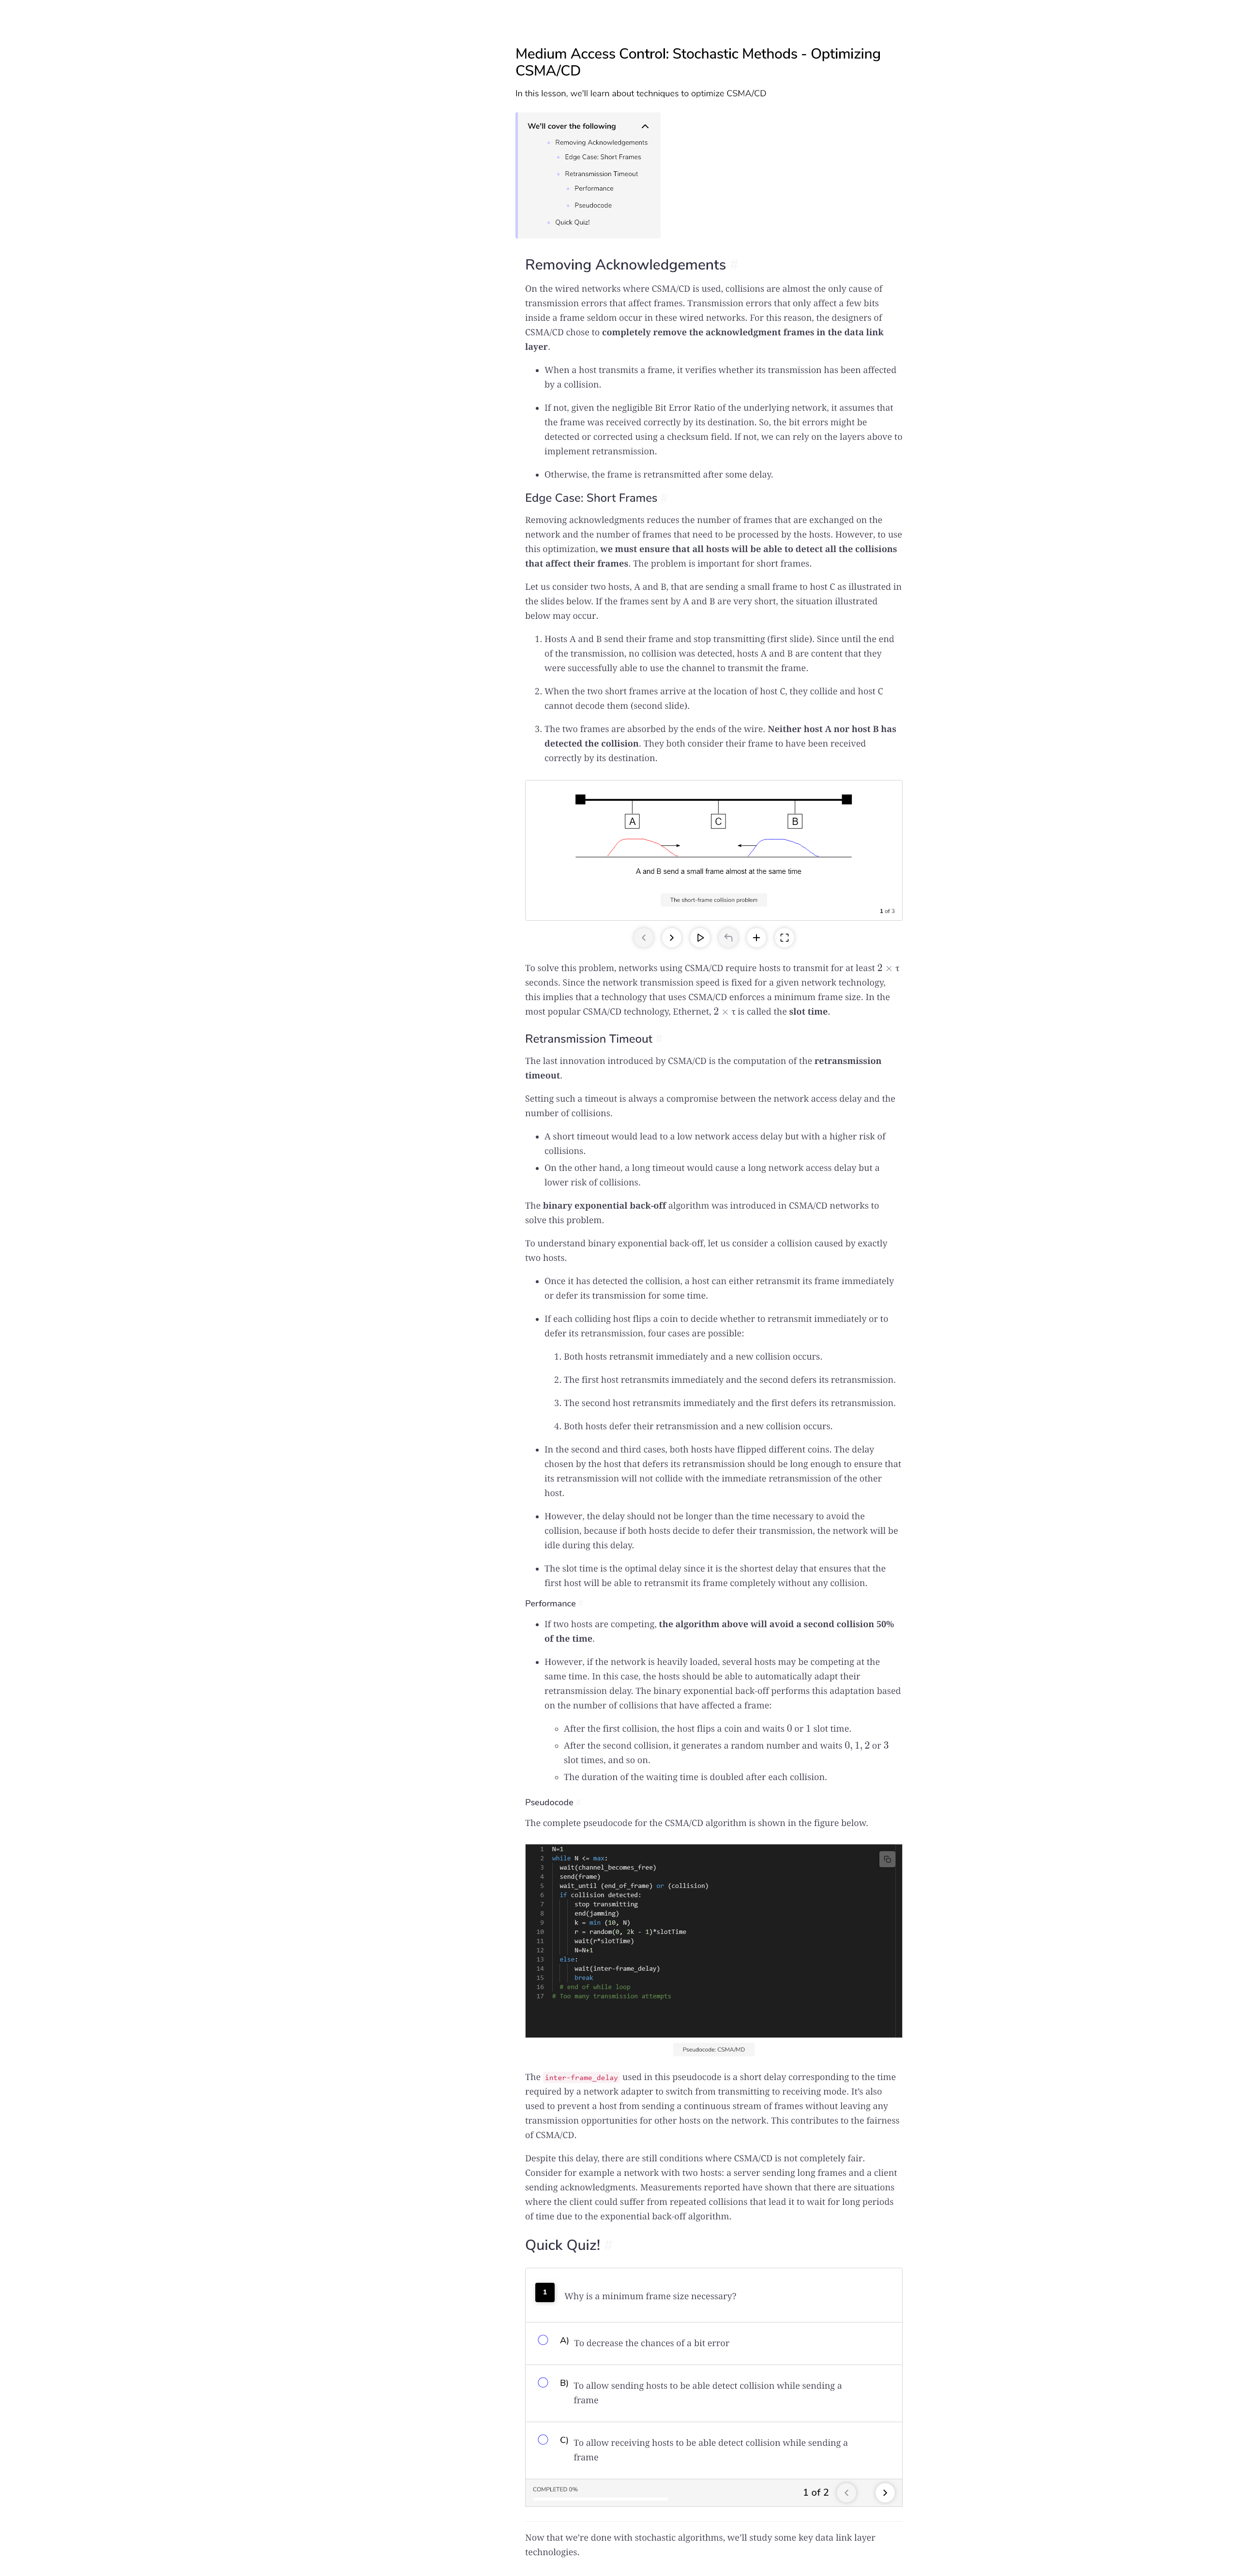 Medium Access Control: Stochastic Methods - Optimizing
CSMA/CD
In this lesson, we'll learn about techniques to optimize CSMA/CD
We'll cover the following
Removing Acknowledgements
Edge Case: Short Frames
Retransmission Timeout
Performance
Pseudocode
Quick Quiz!
Removing Acknowledgements #
On the wired networks where CSMA/CD is used, collisions are almost the only cause of
transmission errors that affect frames. Transmission errors that only affect a few bits
inside a frame seldom occur in these wired networks. For this reason, the designers of
CSMA/CD chose to completely remove the acknowledgment frames in the data link
layer.
• When a host transmits a frame, it verifies whether its transmission has been affected
by a collision.
• If not, given the negligible Bit Error Ratio of the underlying network, it assumes that
the frame was received correctly by its destination. So, the bit errors might be
detected or corrected using a checksum field. If not, we can rely on the layers above to
implement retransmission.
• Otherwise, the frame is retransmitted after some delay.
Edge Case: Short Frames #
Removing acknowledgments reduces the number of frames that are exchanged on the
network and the number of frames that need to be processed by the hosts. However, to use
this optimization, we must ensure that all hosts will be able to detect all the collisions
that affect their frames. The problem is important for short frames.
Let us consider two hosts, A and B, that are sending a small frame to host C as illustrated in
the slides below. If the frames sent by A and B are very short, the situation illustrated
below may occur.
1. Hosts A and B send their frame and stop transmitting (first slide). Since until the end
of the transmission, no collision was detected, hosts A and B are content that they
were successfully able to use the channel to transmit the frame.
2. When the two short frames arrive at the location of host C, they collide and host C
cannot decode them (second slide).
3. The two frames are absorbed by the ends of the wire. Neither host A nor host B has
detected the collision. They both consider their frame to have been received
correctly by its destination.
A C B
A and B send a small frame almost at the same time
The short-frame collision problem
1 of 3
To solve this problem, networks using CSMA/CD require hosts to transmit for at least 2 × τ
seconds. Since the network transmission speed is fixed for a given network technology,
this implies that a technology that uses CSMA/CD enforces a minimum frame size. In the
most popular CSMA/CD technology, Ethernet, 2 × τ is called the slot time.
Retransmission Timeout #
The last innovation introduced by CSMA/CD is the computation of the retransmission
timeout.
Setting such a timeout is always a compromise between the network access delay and the
number of collisions.
• A short timeout would lead to a low network access delay but with a higher risk of
collisions.
• On the other hand, a long timeout would cause a long network access delay but a
lower risk of collisions.
The binary exponential back-off algorithm was introduced in CSMA/CD networks to
solve this problem.
To understand binary exponential back-off, let us consider a collision caused by exactly
two hosts.
• Once it has detected the collision, a host can either retransmit its frame immediately
or defer its transmission for some time.
• If each colliding host flips a coin to decide whether to retransmit immediately or to
defer its retransmission, four cases are possible:
1. Both hosts retransmit immediately and a new collision occurs.
2. The first host retransmits immediately and the second defers its retransmission.
3. The second host retransmits immediately and the first defers its retransmission.
4. Both hosts defer their retransmission and a new collision occurs.
• In the second and third cases, both hosts have flipped different coins. The delay
chosen by the host that defers its retransmission should be long enough to ensure that
its retransmission will not collide with the immediate retransmission of the other
host.
• However, the delay should not be longer than the time necessary to avoid the
collision, because if both hosts decide to defer their transmission, the network will be
idle during this delay.
• The slot time is the optimal delay since it is the shortest delay that ensures that the
first host will be able to retransmit its frame completely without any collision.
Performance #
• If two hosts are competing, the algorithm above will avoid a second collision 50%
of the time.
• However, if the network is heavily loaded, several hosts may be competing at the
same time. In this case, the hosts should be able to automatically adapt their
retransmission delay. The binary exponential back-off performs this adaptation based
on the number of collisions that have affected a frame:
After the first collision, the host flips a coin and waits 0 or 1 slot time.
After the second collision, it generates a random number and waits 0, 1, 2 or 3
slot times, and so on.
The duration of the waiting time is doubled after each collision.
Pseudocode #
The complete pseudocode for the CSMA/CD algorithm is shown in the figure below.
1 N=1
2 while N <= max:
3 wait(channel_becomes_free)
4 send(frame)
5 wait_until (end_of_frame) or (collision)
6 if collision detected:
7 stop transmitting
8 end(jamming)
9 k = min (10, N)
10 r = random(0, 2k - 1)*slotTime
11 wait(r*slotTime)
12 N=N+1
13 else:
14 wait(inter-frame_delay)
15 break
16 # end of while loop
17 # Too many transmission attempts
Pseudocode: CSMA/MD
The inter-frame_delay used in this pseudocode is a short delay corresponding to the time
required by a network adapter to switch from transmitting to receiving mode. It's also
used to prevent a host from sending a continuous stream of frames without leaving any
transmission opportunities for other hosts on the network. This contributes to the fairness
of CSMA/CD.
Despite this delay, there are still conditions where CSMA/CD is not completely fair.
Consider for example a network with two hosts: a server sending long frames and a client
sending acknowledgments. Measurements reported have shown that there are situations
where the client could suffer from repeated collisions that lead it to wait for long periods
of time due to the exponential back-off algorithm.
Quick Quiz! #
1 Why is a minimum frame size necessary?
A) To decrease the chances of a bit error
B) To allow sending hosts to be able detect collision while sending a
frame
C) To allow receiving hosts to be able detect collision while sending a
frame
COMPLETED 0%
1 of 2
Now that we're done with stochastic algorithms, we'll study some key data link layer
technologies.